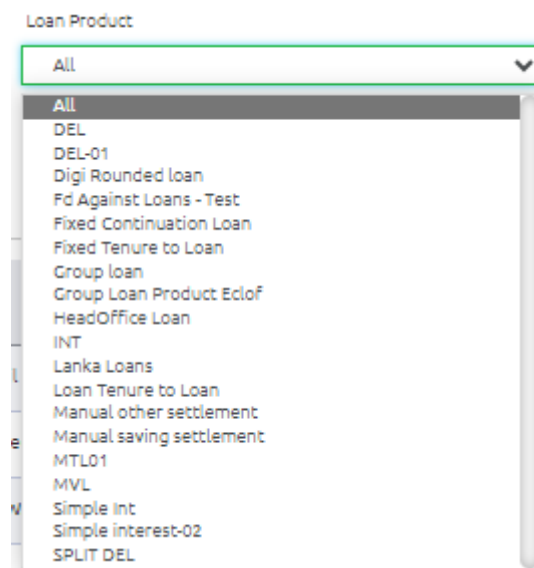 Loan Product
All
All
DEL
DEL-01
Digi Rounded loan
Fd Against Loans - Test
Fixed Continuation Loan
Fixed Tenure to Loan
Group loan
Group Loan Product Eclof
HeadOffice Loan
INT
Lanka Loans
Loan Tenure to Loan
Manual other settlement
Manual saving settlement
MTL01
MVL
Simple Int
Simple interest-02
SPLIT DEL